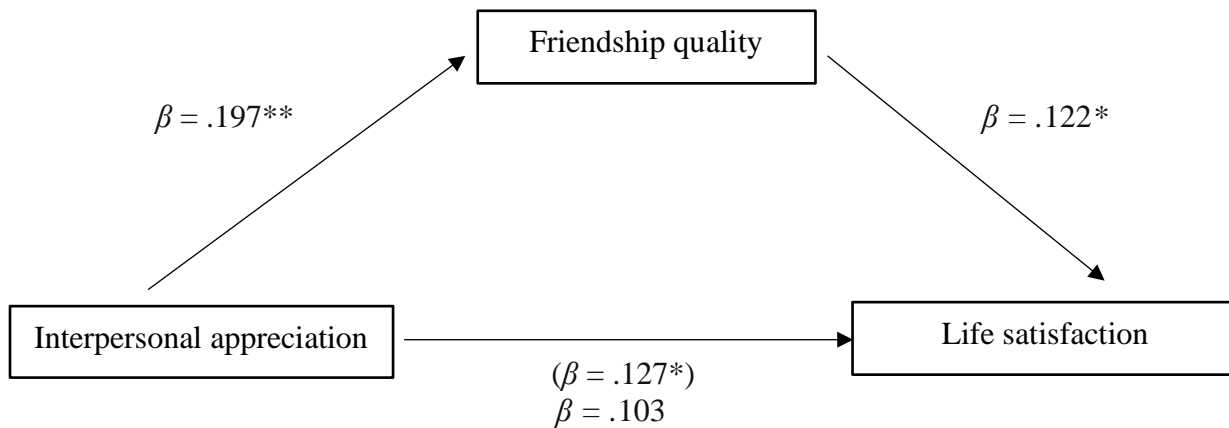 Friendship quality
β = .197**
β = .122*
Interpersonal appreciation
Life satisfaction
(β = .127*)
β = .103